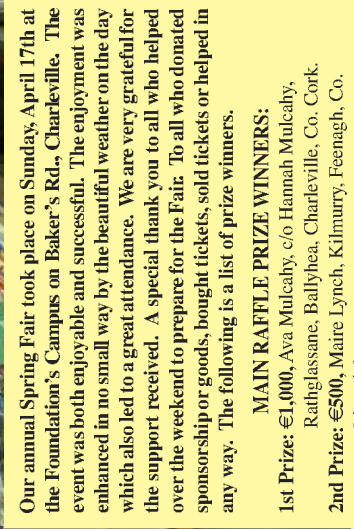 Our annual Spring Fair took place on Sunday, April 17th at
the Foundation's Campus on Baker's Rd., Charleville. The
event was both enjoyable and successful. The enjoyment was
enhanced in no small way by the beautiful weather on the day
which also led to a great attendance. We are very grateful for
the support received. A special thank you to all who helped
over the weekend to prepare for the Fair. To all who donated
sponsorship or goods, bought tickets, sold tickets or helped in
any way. The following is a list of prize winners.
MAIN RAFFLE PRIZE WINNERS:
1st Prize: €1,000, Ava Mulcahy, c/o Hannah Mulcahy,
Rathglassane, Ballyhea, Charleville, Co. Cork.
2nd Prize: €500, Maire Lynch, Kilmurry, Feenagh, Co.